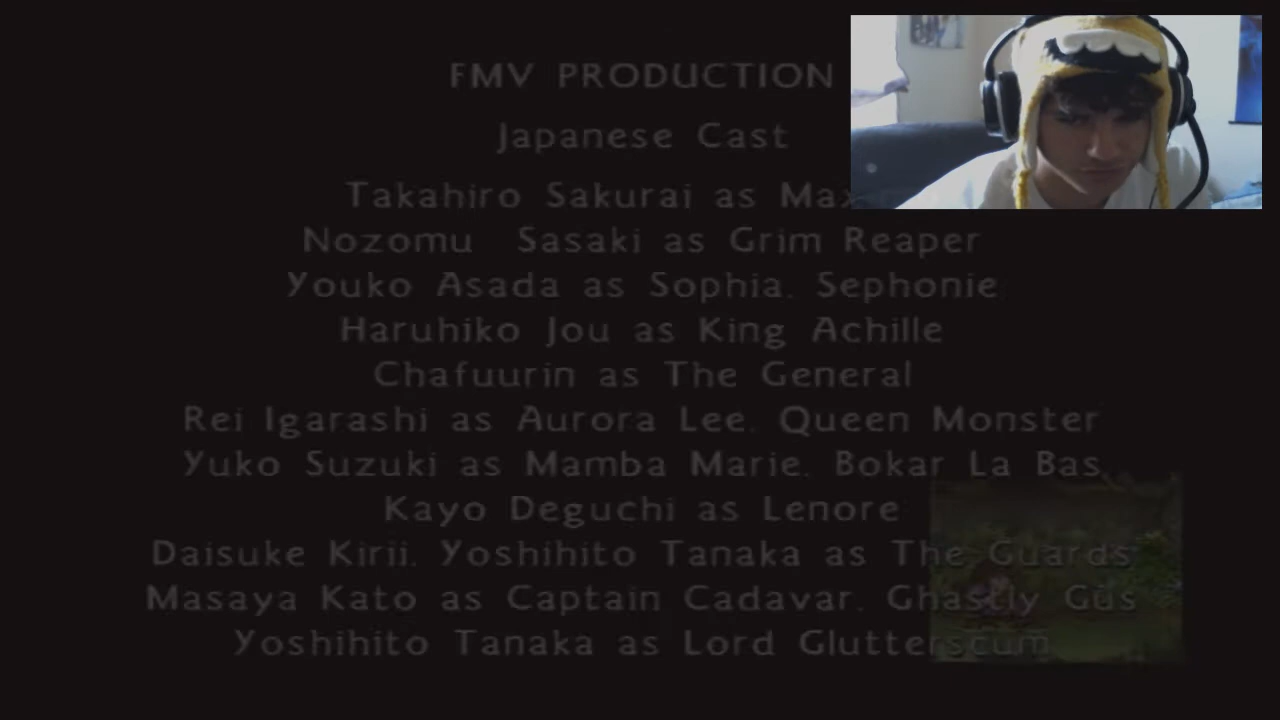 FMV PRODUCTION
Japanese Cast
Takahiro Sakurai as Max
Nozomu Sasaki as Grim Reaper
Youko Asada as Sophia. Sephonie
Haruhiko Jou as King Achille
Chafuurin as The General
Rei Igarashi as Aurora Lee. Queen Monster
Yuko Suzuki as Mamba Marie. Bokar La Bas.
Kayo Deguchi as Lenore
Daisuke Kirii. Yoshihito Tanaka as The Guards
Masaya Kato as Captain Cadavar. Ghastly Gus
Yoshihito Tanaka as Lord Glutterscum